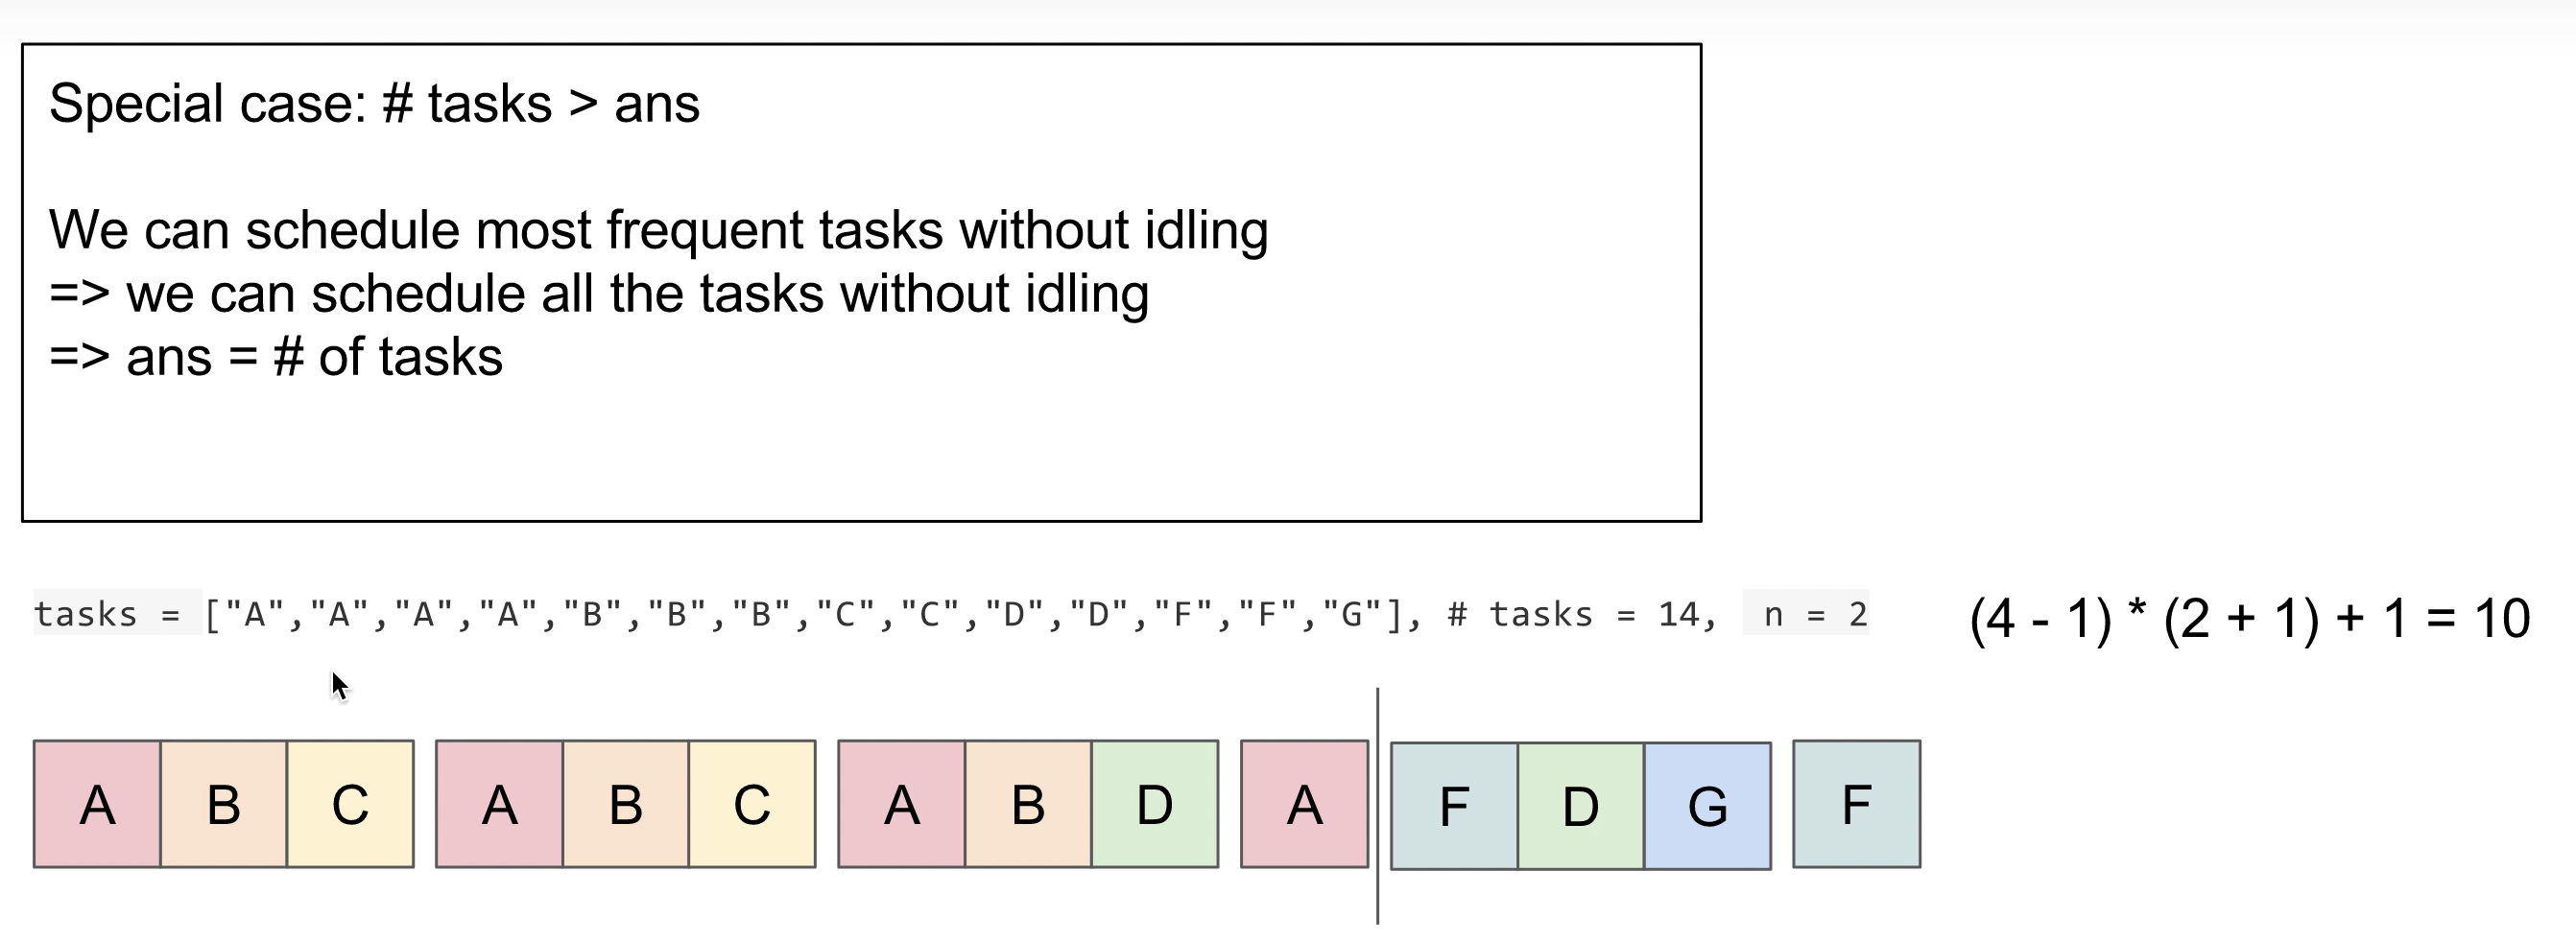 Special case: # tasks > ans
We can schedule most frequent tasks without idling
=> we can schedule all the tasks without idling
=> ans = # of tasks
tasks = ["A","A","A","A","B","B","B","C","C","D","D","F","F","G"], # tasks = 14, n = 2
(4 - 1) * (2 + 1) + 1 = 10
A B C A B C A B D A F D G F